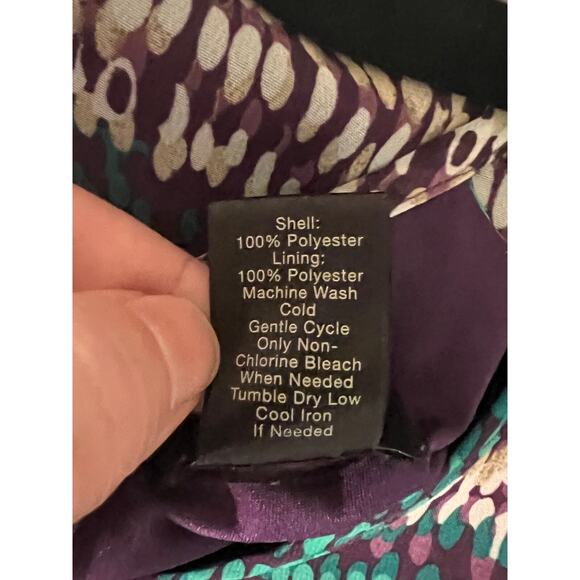 Shell:
100% Polyester
Lining:
100% Polyester
Machine Wash
Cold
Gentle Cycle
Only Non-
Chlorine Bleach
When Needed
Tumble Dry Low
Cool Iron
If Needed